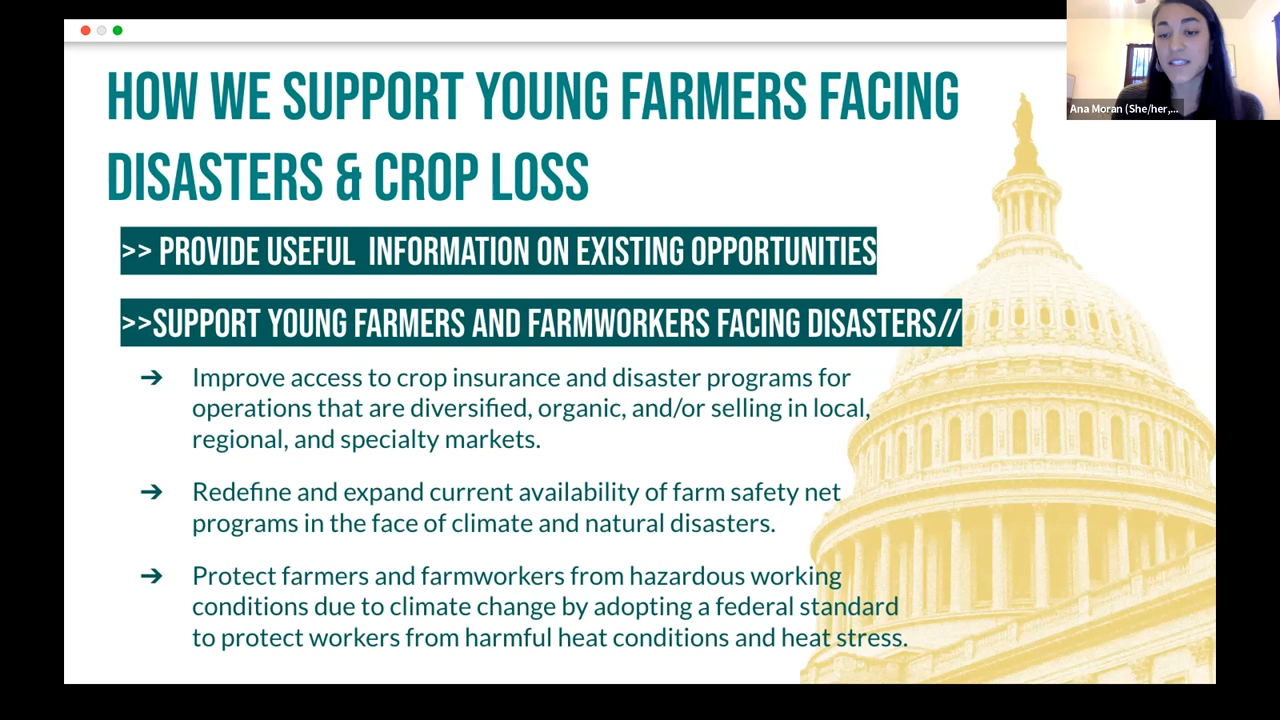 HOW WE SUPPORT YOUNG FARMERS FACING
DISASTERS & CROP LOSS
>> PROVIDE USEFUL  INFORMATION ON EXISTING OPPORTUNITIES
>>SUPPORT YOUNG FARMERS AND FARMWORKERS FACING DISASTERS//
➔ Improve access to crop insurance and disaster programs for
operations that are diversified, organic, and/or selling in local,
regional, and specialty markets.
➔ Redefine and expand current availability of farm safety net
programs in the face of climate and natural disasters.
➔ Protect farmers and farmworkers from hazardous working
conditions due to climate change by adopting a federal standard
to protect workers from harmful heat conditions and heat stress.
Ana Moran (She/her,...